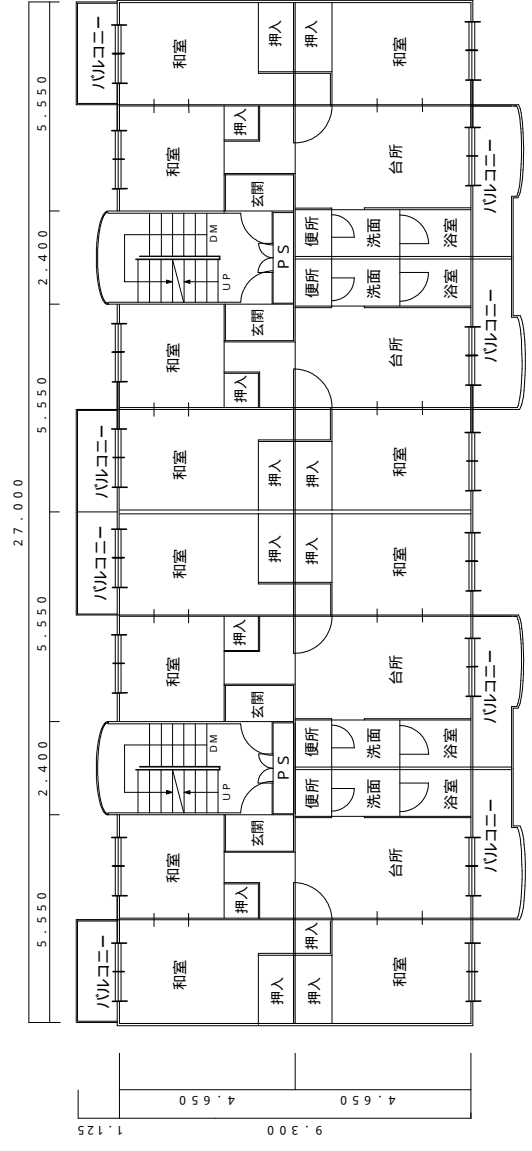 27.000
5.550 2.400 5.550 5.550 2.400 5.550
バルコニー バルコニー バルコニー バルコニー
和室 和室 和室 和室 和室 和室 和室 和室
DM DM
UP UP
押入 押入 押入 押入
玄関 玄関 玄関 玄関
押入 PS 押入 押入 PS 押入
押入 押入 便所 便所 押入 押入 便所 便所 押入
洗面 洗面 洗面 洗面
和室 台所 台所 和室 和室 台所 台所 和室
浴室 浴室 浴室 浴室
バルコニー バルコニー バルコニー バルコニー
1.125
9.300
4.650
4.650